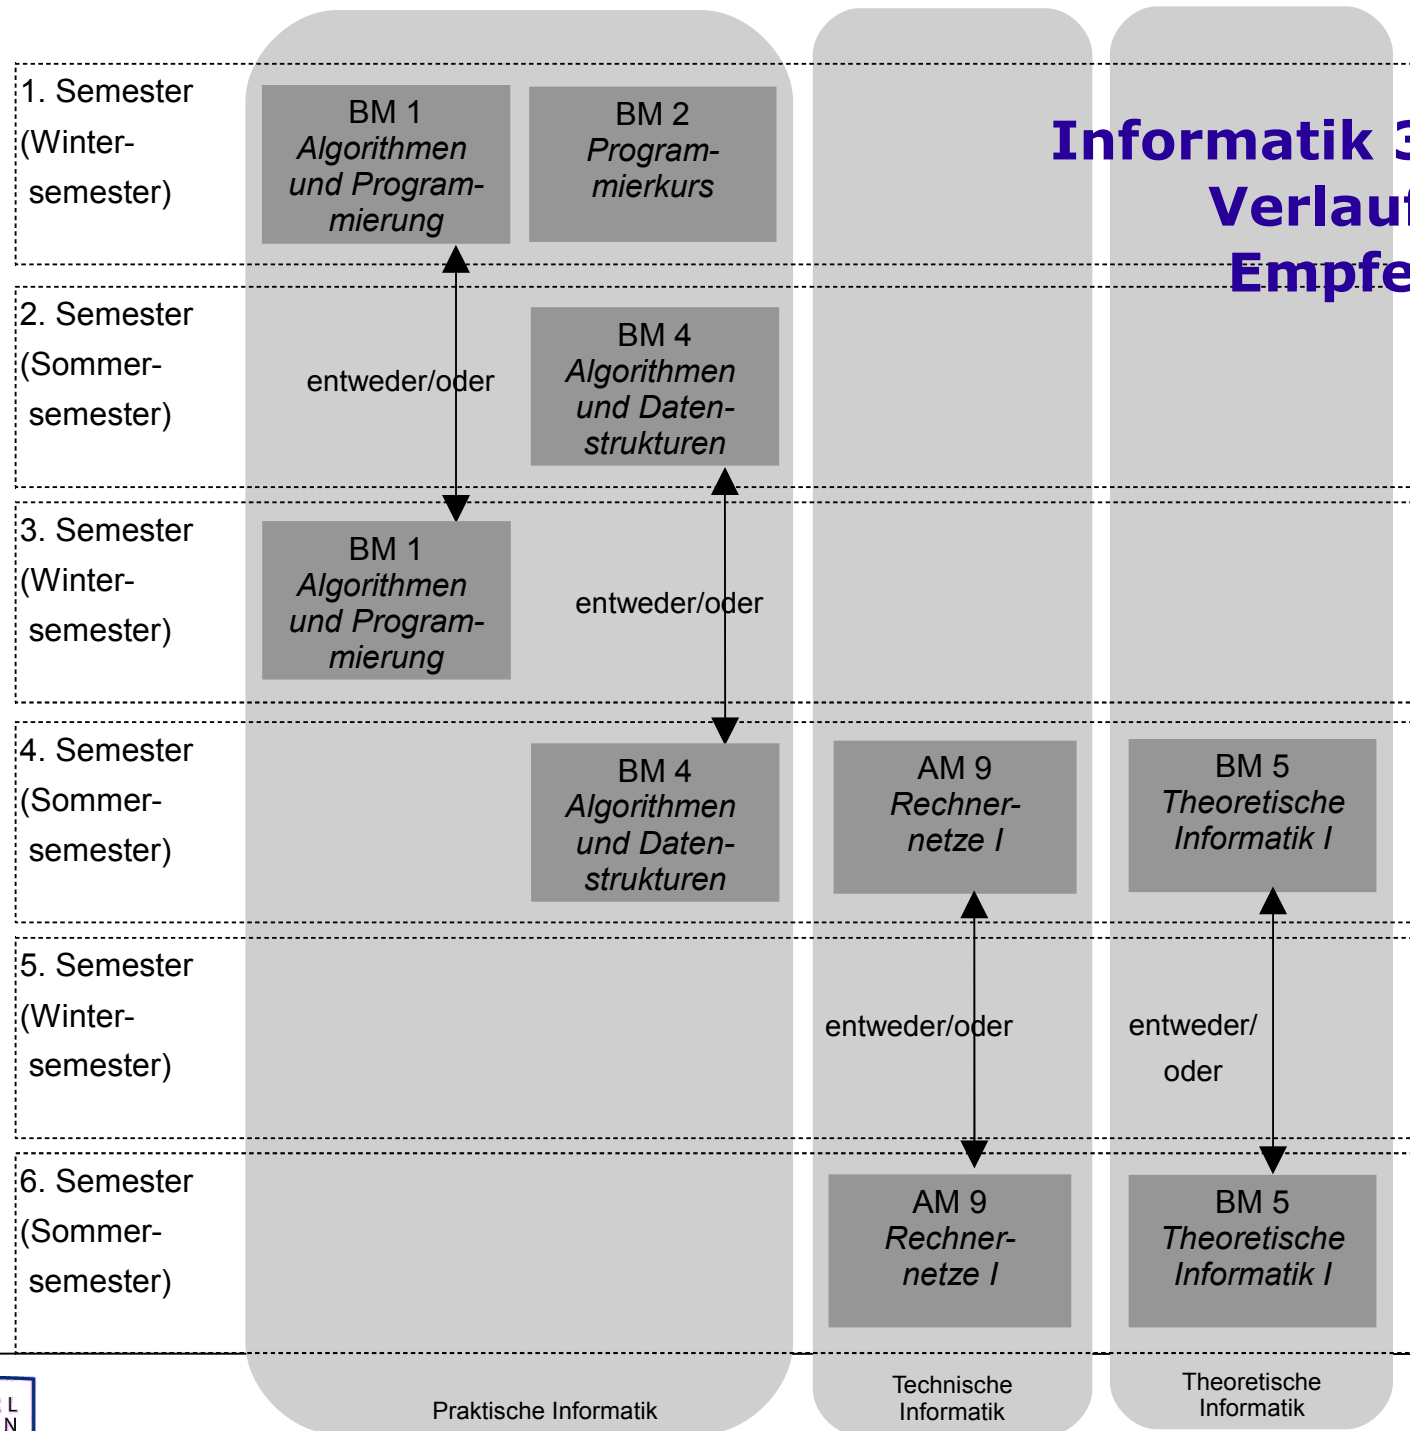 1. Semester
(Winter-
semester)
BM 1
Algorithmen
und Program-
mierung
BM 2
Program-
mierkurs
Informatik 3
Verlauf
Empfe
2. Semester
(Sommer-
semester)
entweder/oder
BM 4
Algorithmen
und Daten-
strukturen
3. Semester
(Winter-
semester)
BM 1
Algorithmen
und Program-
mierung
entweder/oder
4. Semester
(Sommer-
semester)
BM 4
Algorithmen
und Daten-
strukturen
AM 9
Rechner-
netze I
BM 5
Theoretische
Informatik I
5. Semester
(Winter-
semester)
entweder/oder
entweder/
oder
6. Semester
(Sommer-
semester)
AM 9
Rechner-
netze I
BM 5
Theoretische
Informatik I
Praktische Informatik
Technische
Informatik
Theoretische
Informatik
L
N